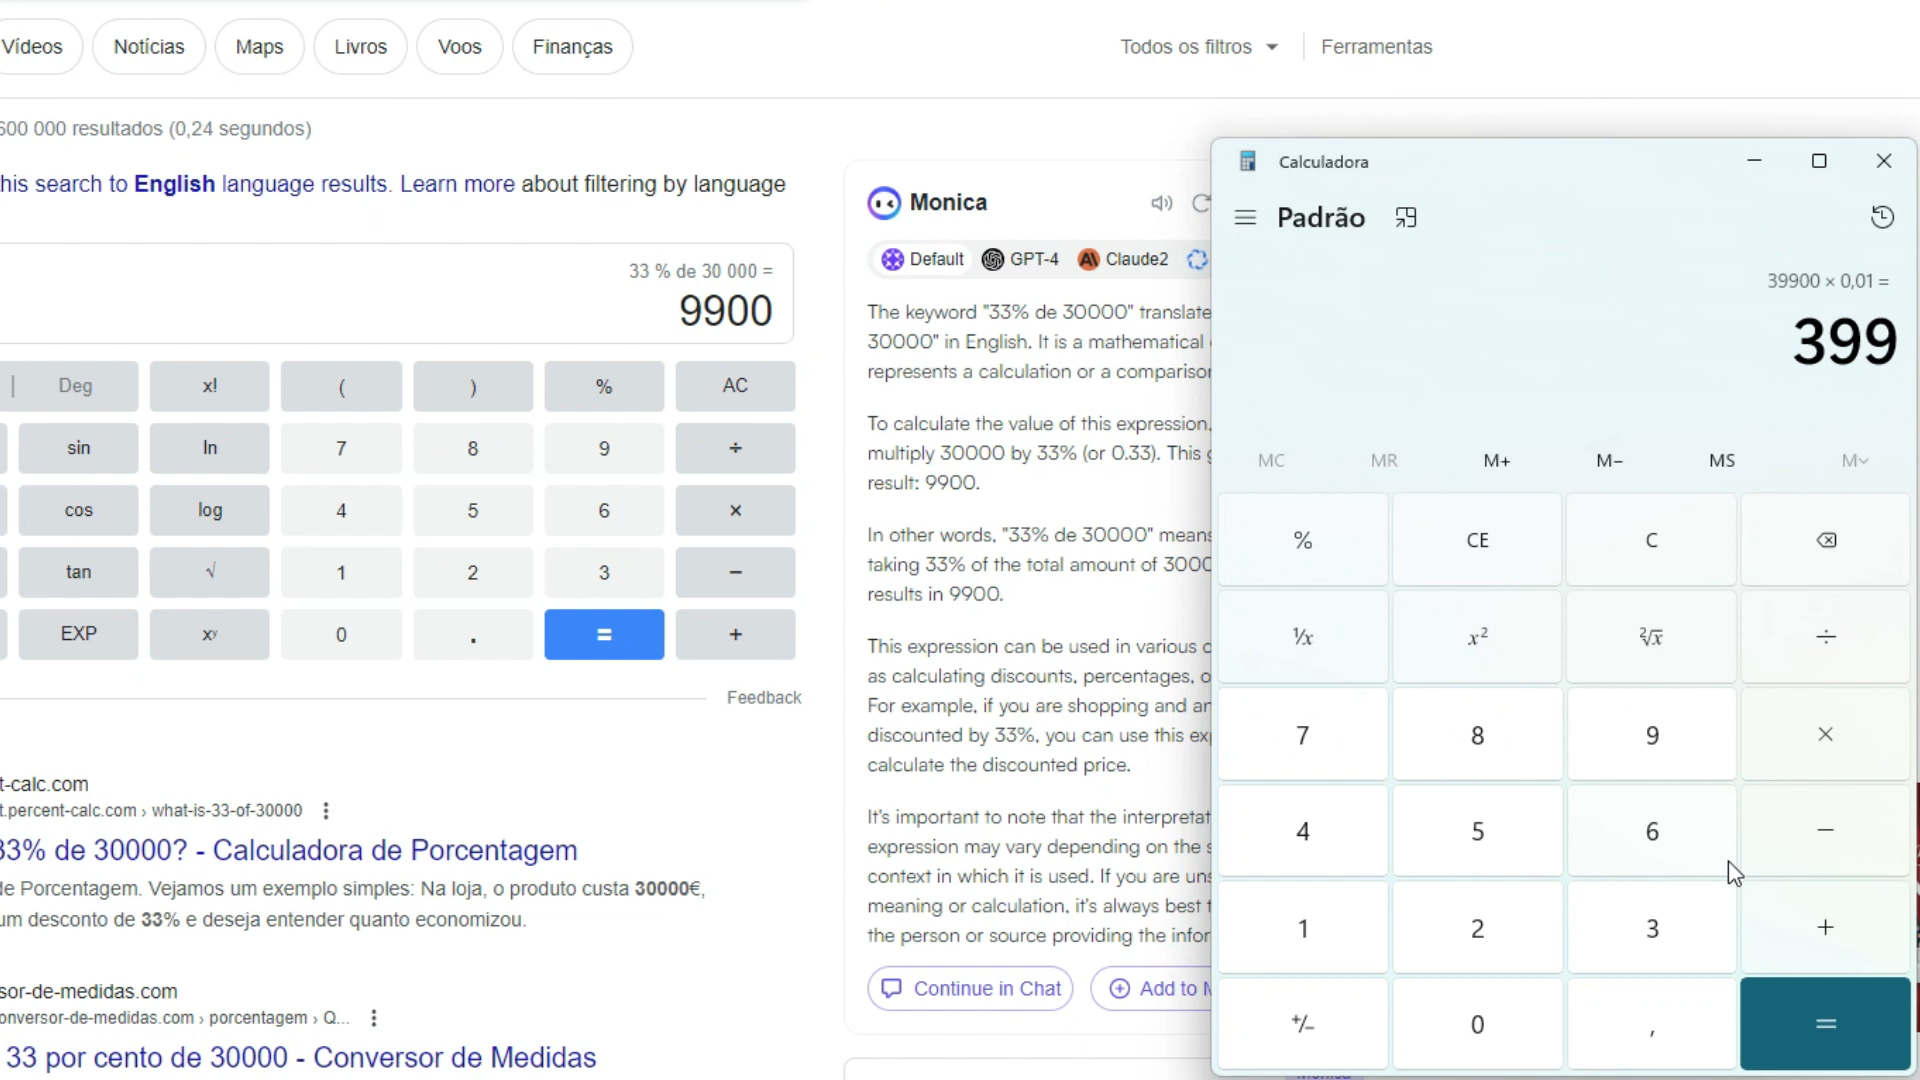 Vídeos
Notícias
Maps
Livros
Voos
Finanças
Todos os filtros
Ferramentas
600 000 resultados (0,24 segundos)
his search to English language results. Learn more about filtering by language
33 % de 30 000 =
9900
Deg
x!
(
)
%
AC
sin
ln
7
8
9
÷
cos
log
4
5
6
×
tan
√
1
2
3
−
EXP
xʸ
0
.
=
+
Feedback
t-calc.com
t.percent-calc.com › what-is-33-of-30000
33% de 30000? - Calculadora de Porcentagem
de Porcentagem. Vejamos um exemplo simples: Na loja, o produto custa 30000€,
um desconto de 33% e deseja entender quanto economizou.
sor-de-medidas.com
onversor-de-medidas.com › porcentagem › Q...
33 por cento de 30000 - Conversor de Medidas
Monica
Default
GPT-4
Claude2
The keyword "33% de 30000" translate
30000" in English. It is a mathematical
represents a calculation or a comparison
To calculate the value of this expression,
multiply 30000 by 33% (or 0.33). This g
result: 9900.
In other words, "33% de 30000" means
taking 33% of the total amount of 3000
results in 9900.
This expression can be used in various c
as calculating discounts, percentages, o
For example, if you are shopping and an
discounted by 33%, you can use this exp
calculate the discounted price.
It's important to note that the interpretat
expression may vary depending on the s
context in which it is used. If you are uns
meaning or calculation, it's always best t
the person or source providing the infor
Continue in Chat
Add to M
Calculadora
Padrão
39900 × 0,01 =
399
MC
MR
M+
M−
MS
M
%
CE
C
¹/x
x²
²√x
÷
7
8
9
×
4
5
6
−
1
2
3
+
+/−
0
,
=